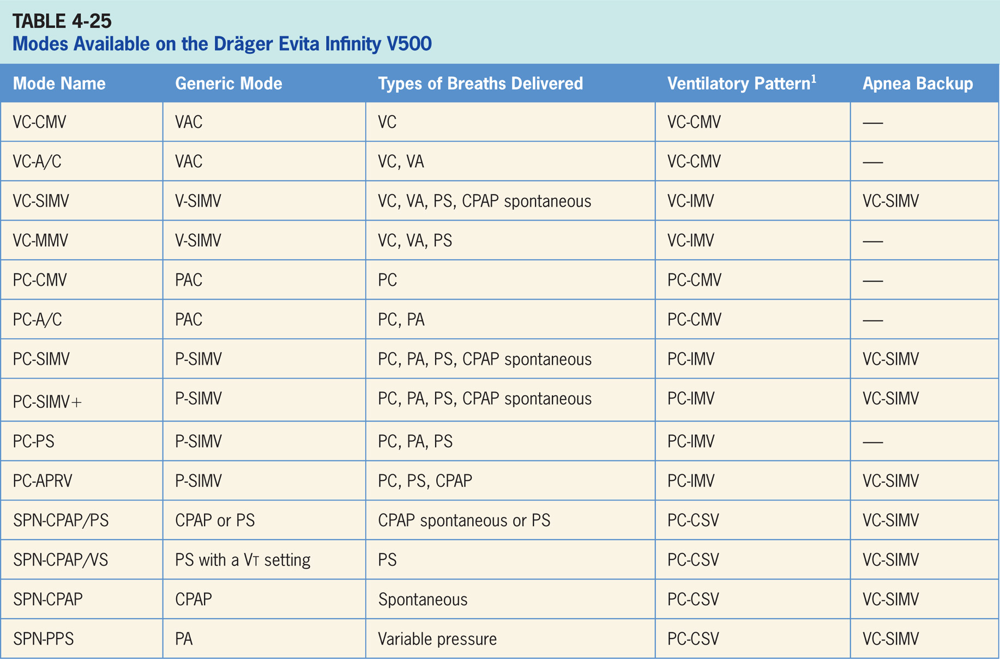 TABLE 4-25
Modes Available on the Dräger Evita Infinity V500
Mode Name Generic Mode Types of Breaths Delivered Ventilatory Pattern¹ Apnea Backup
VC-CMV VAC VC VC-CMV —
VC-A/C VAC VC, VA VC-CMV —
VC-SIMV V-SIMV VC, VA, PS, CPAP spontaneous VC-IMV VC-SIMV
VC-MMV V-SIMV VC, VA, PS VC-IMV —
PC-CMV PAC PC PC-CMV —
PC-A/C PAC PC, PA PC-CMV —
PC-SIMV P-SIMV PC, PA, PS, CPAP spontaneous PC-IMV VC-SIMV
PC-SIMV+ P-SIMV PC, PA, PS, CPAP spontaneous PC-IMV VC-SIMV
PC-PS P-SIMV PC, PA, PS PC-IMV —
PC-APRV P-SIMV PC, PS, CPAP PC-IMV VC-SIMV
SPN-CPAP/PS CPAP or PS CPAP spontaneous or PS PC-CSV VC-SIMV
SPN-CPAP/VS PS with a VT setting PS PC-CSV VC-SIMV
SPN-CPAP CPAP Spontaneous PC-CSV VC-SIMV
SPN-PPS PA Variable pressure PC-CSV VC-SIMV